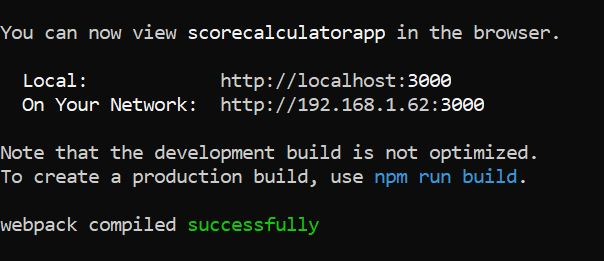 You can now view scorecalculatorapp in the browser.
Local: http://localhost:3000
On Your Network: http://192.168.1.62:3000
Note that the development build is not optimized.
To create a production build, use npm run build.
webpack compiled successfully